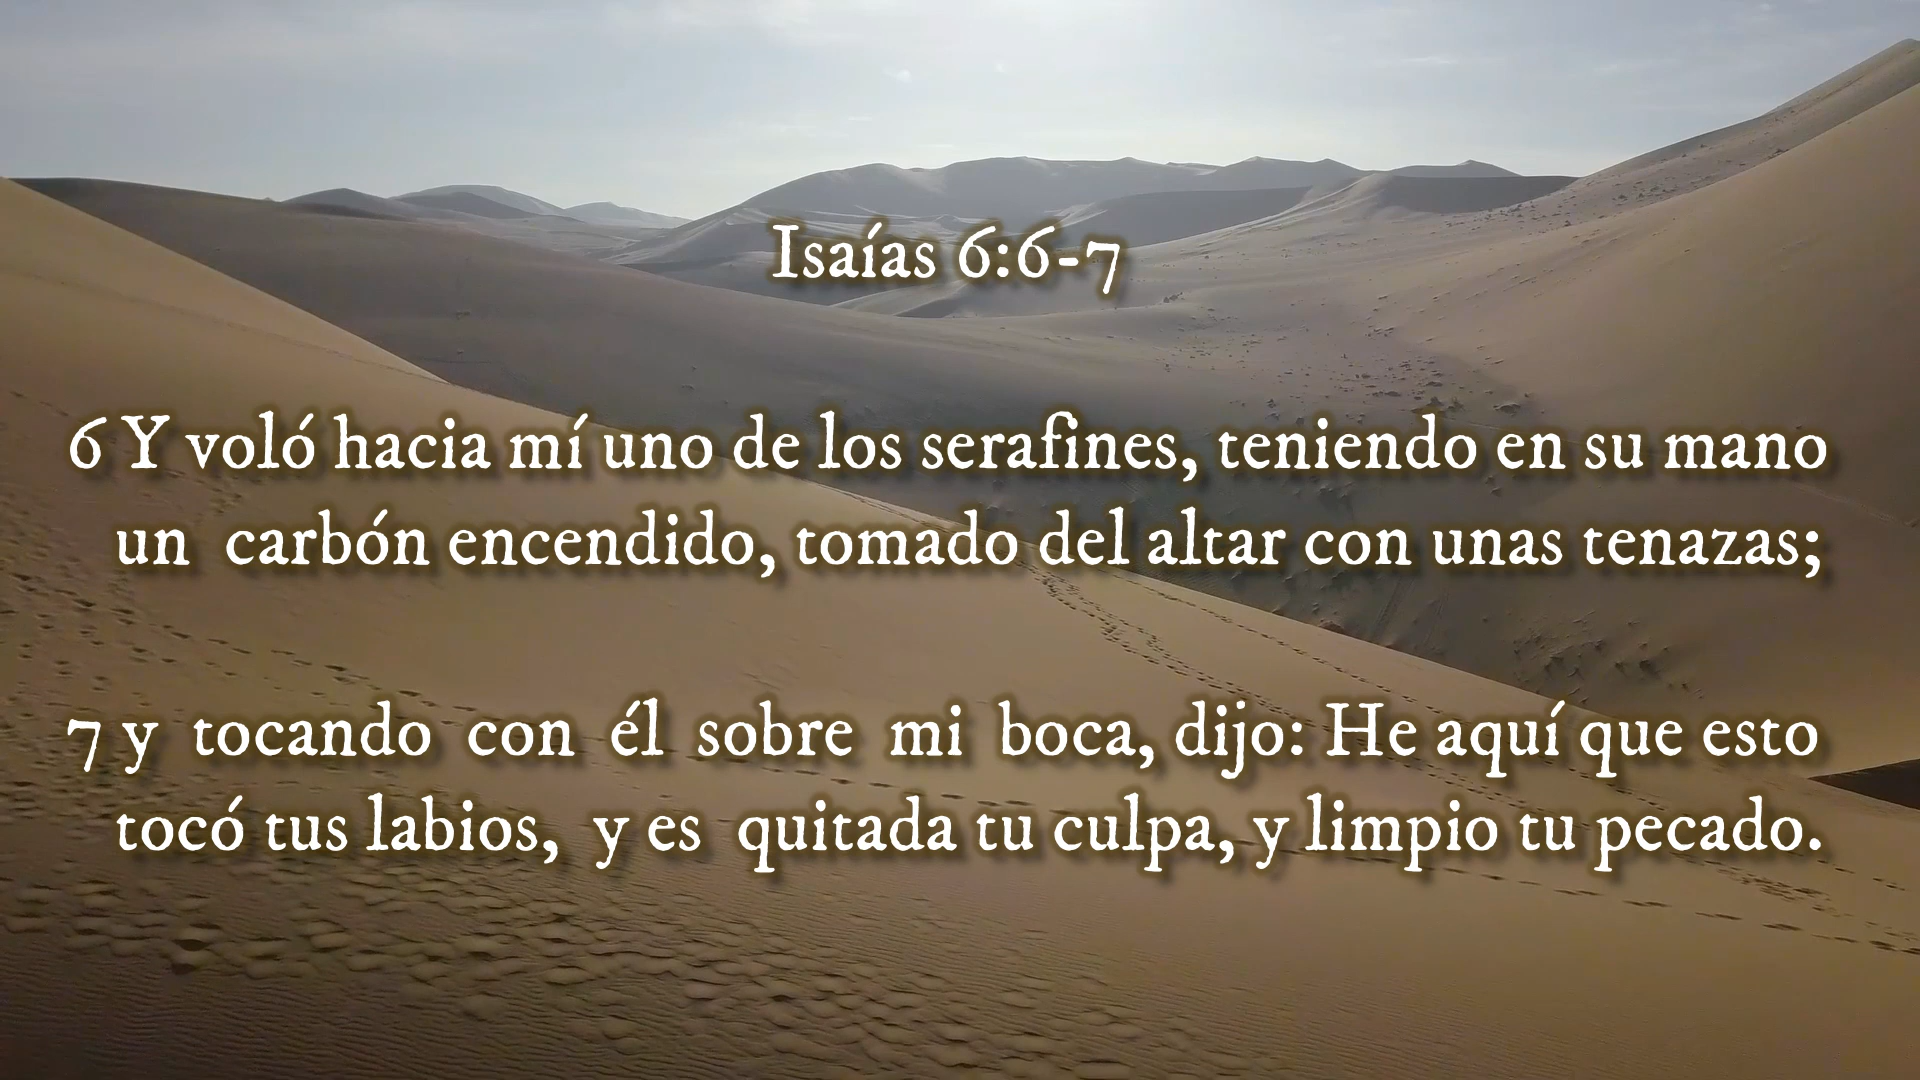 Isaías 6:6-7
6 Y voló hacia mí uno de los serafines, teniendo en su mano
un carbón encendido, tomado del altar con unas tenazas;
7 y tocando con él sobre mi boca, dijo: He aquí que esto
tocó tus labios, y es quitada tu culpa, y limpio tu pecado.